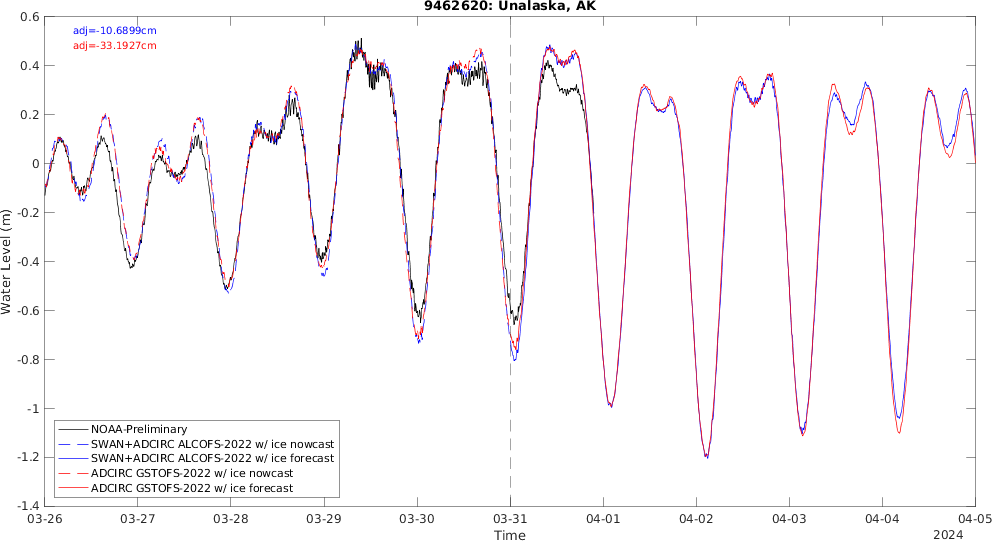 9462620: Unalaska, AK
adj=-10.6899cm
adj=-33.1927cm
0.6
0.4
0.2
0
-0.2
-0.4
-0.6
-0.8
-1
-1.2
-1.4
Water Level (m)
NOAA-Preliminary
SWAN+ADCIRC ALCOFS-2022 w/ ice nowcast
SWAN+ADCIRC ALCOFS-2022 w/ ice forecast
ADCIRC GSTOFS-2022 w/ ice nowcast
ADCIRC GSTOFS-2022 w/ ice forecast
03-26 03-27 03-28 03-29 03-30 03-31 04-01 04-02 04-03 04-04 04-05
Time
2024